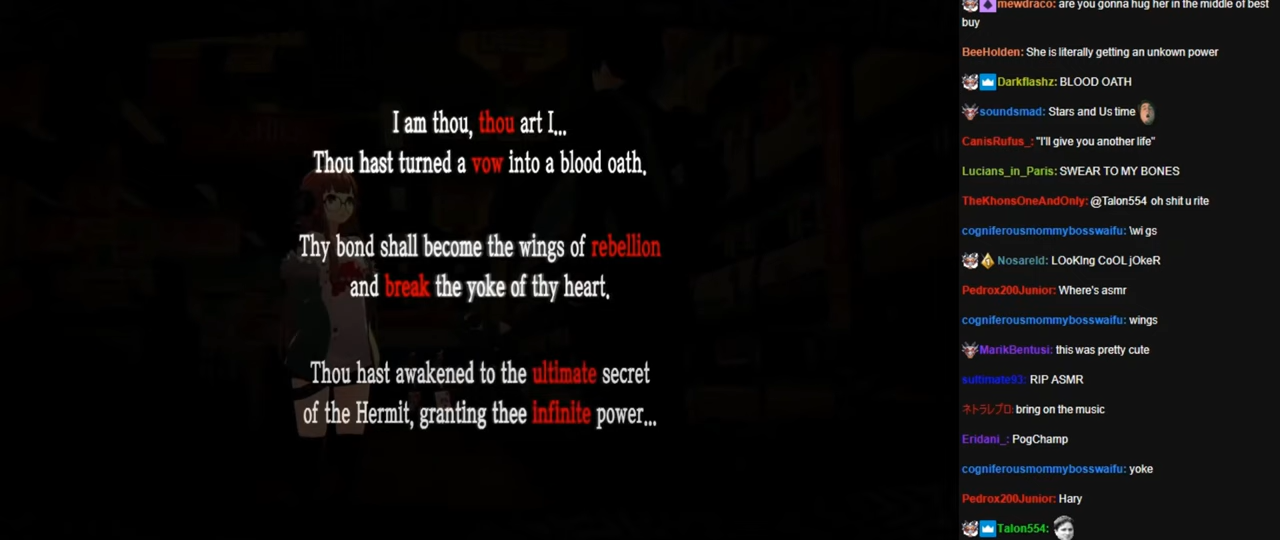 I am thou, thou art I...
Thou hast turned a vow into a blood oath.
Thy bond shall become the wings of rebellion
and break the yoke of thy heart.
Thou hast awakened to the ultimate secret
of the Hermit, granting thee infinite power...
mewdraco: are you gonna hug her in the middle of best
buy
BeeHolden: She is literally getting an unkown power
Darkflashz: BLOOD OATH
soundsmad: Stars and Us time
CanisRufus_: "I'll give you another life"
Lucians_in_Paris: SWEAR TO MY BONES
TheKhonsOneAndOnly: @Talon554 oh shit u rite
cogniferousmommybosswaifu: \wi gs
Nosareld: LOoKIng CoOL jOkeR
Pedrox200Junior: Where's asmr
cogniferousmommybosswaifu: wings
MarikBentusi: this was pretty cute
sultimate93: RIP ASMR
ネトラレブロ: bring on the music
Eridani_: PogChamp
cogniferousmommybosswaifu: yoke
Pedrox200Junior: Hary
Talon554: